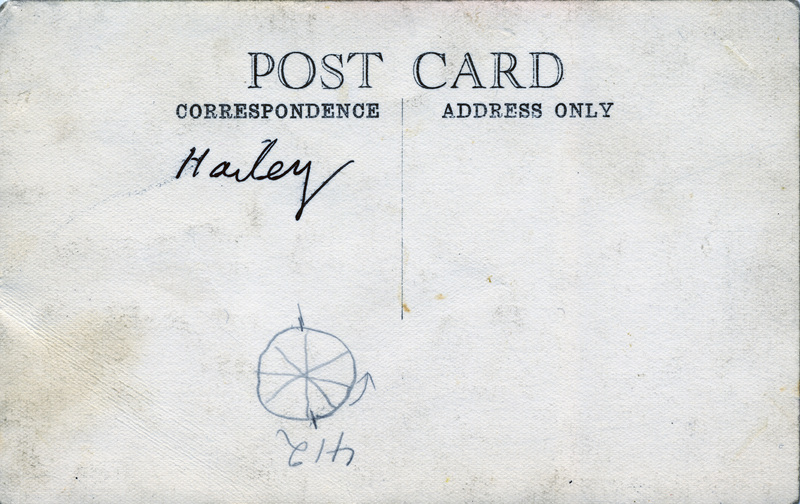 POST CARD
CORRESPONDENCE ADDRESS ONLY
Harley
412